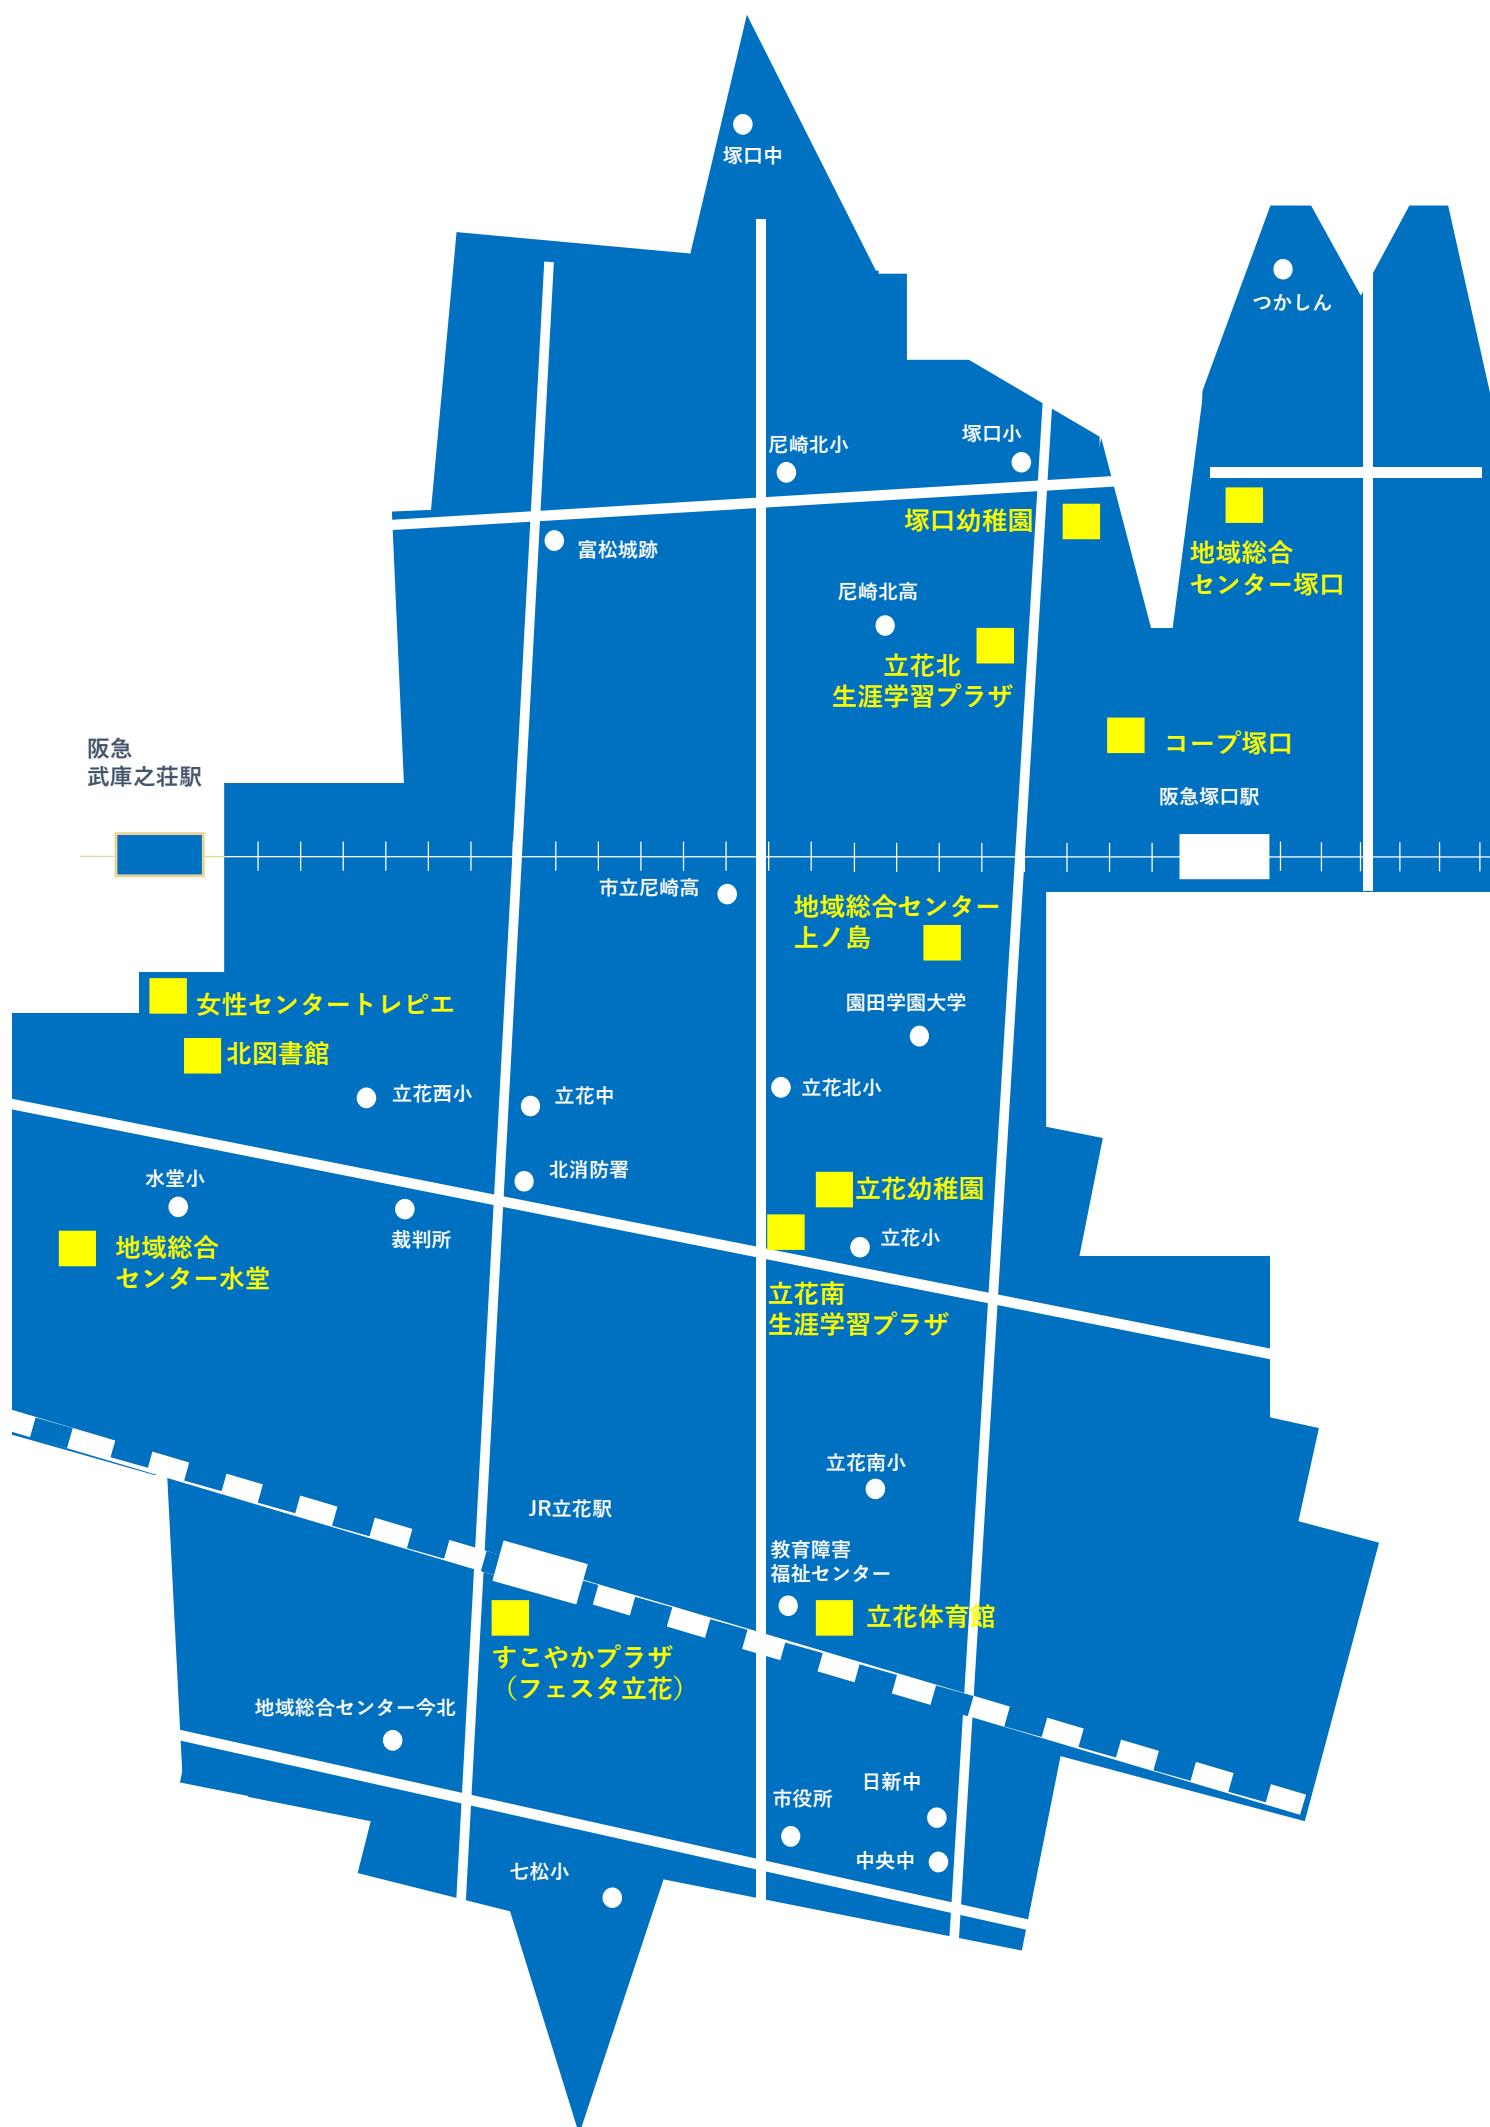 塚口中
つかしん
塚口小
尼崎北小
塚口幼稚園
富松城跡
地域総合
センター塚口
尼崎北高
立花北
生涯学習プラザ
コープ塚口
阪急
武庫之荘駅
阪急塚口駅
市立尼崎高
地域総合センター
上ノ島
女性センタートレピエ
園田学園大学
北図書館
立花西小
立花中
立花北小
水堂小
北消防署
立花幼稚園
裁判所
立花小
地域総合
センター水堂
立花南
生涯学習プラザ
立花南小
JR立花駅
教育障害
福祉センター
立花体育館
すこやかプラザ
（フェスタ立花）
地域総合センター今北
日新中
市役所
中央中
七松小